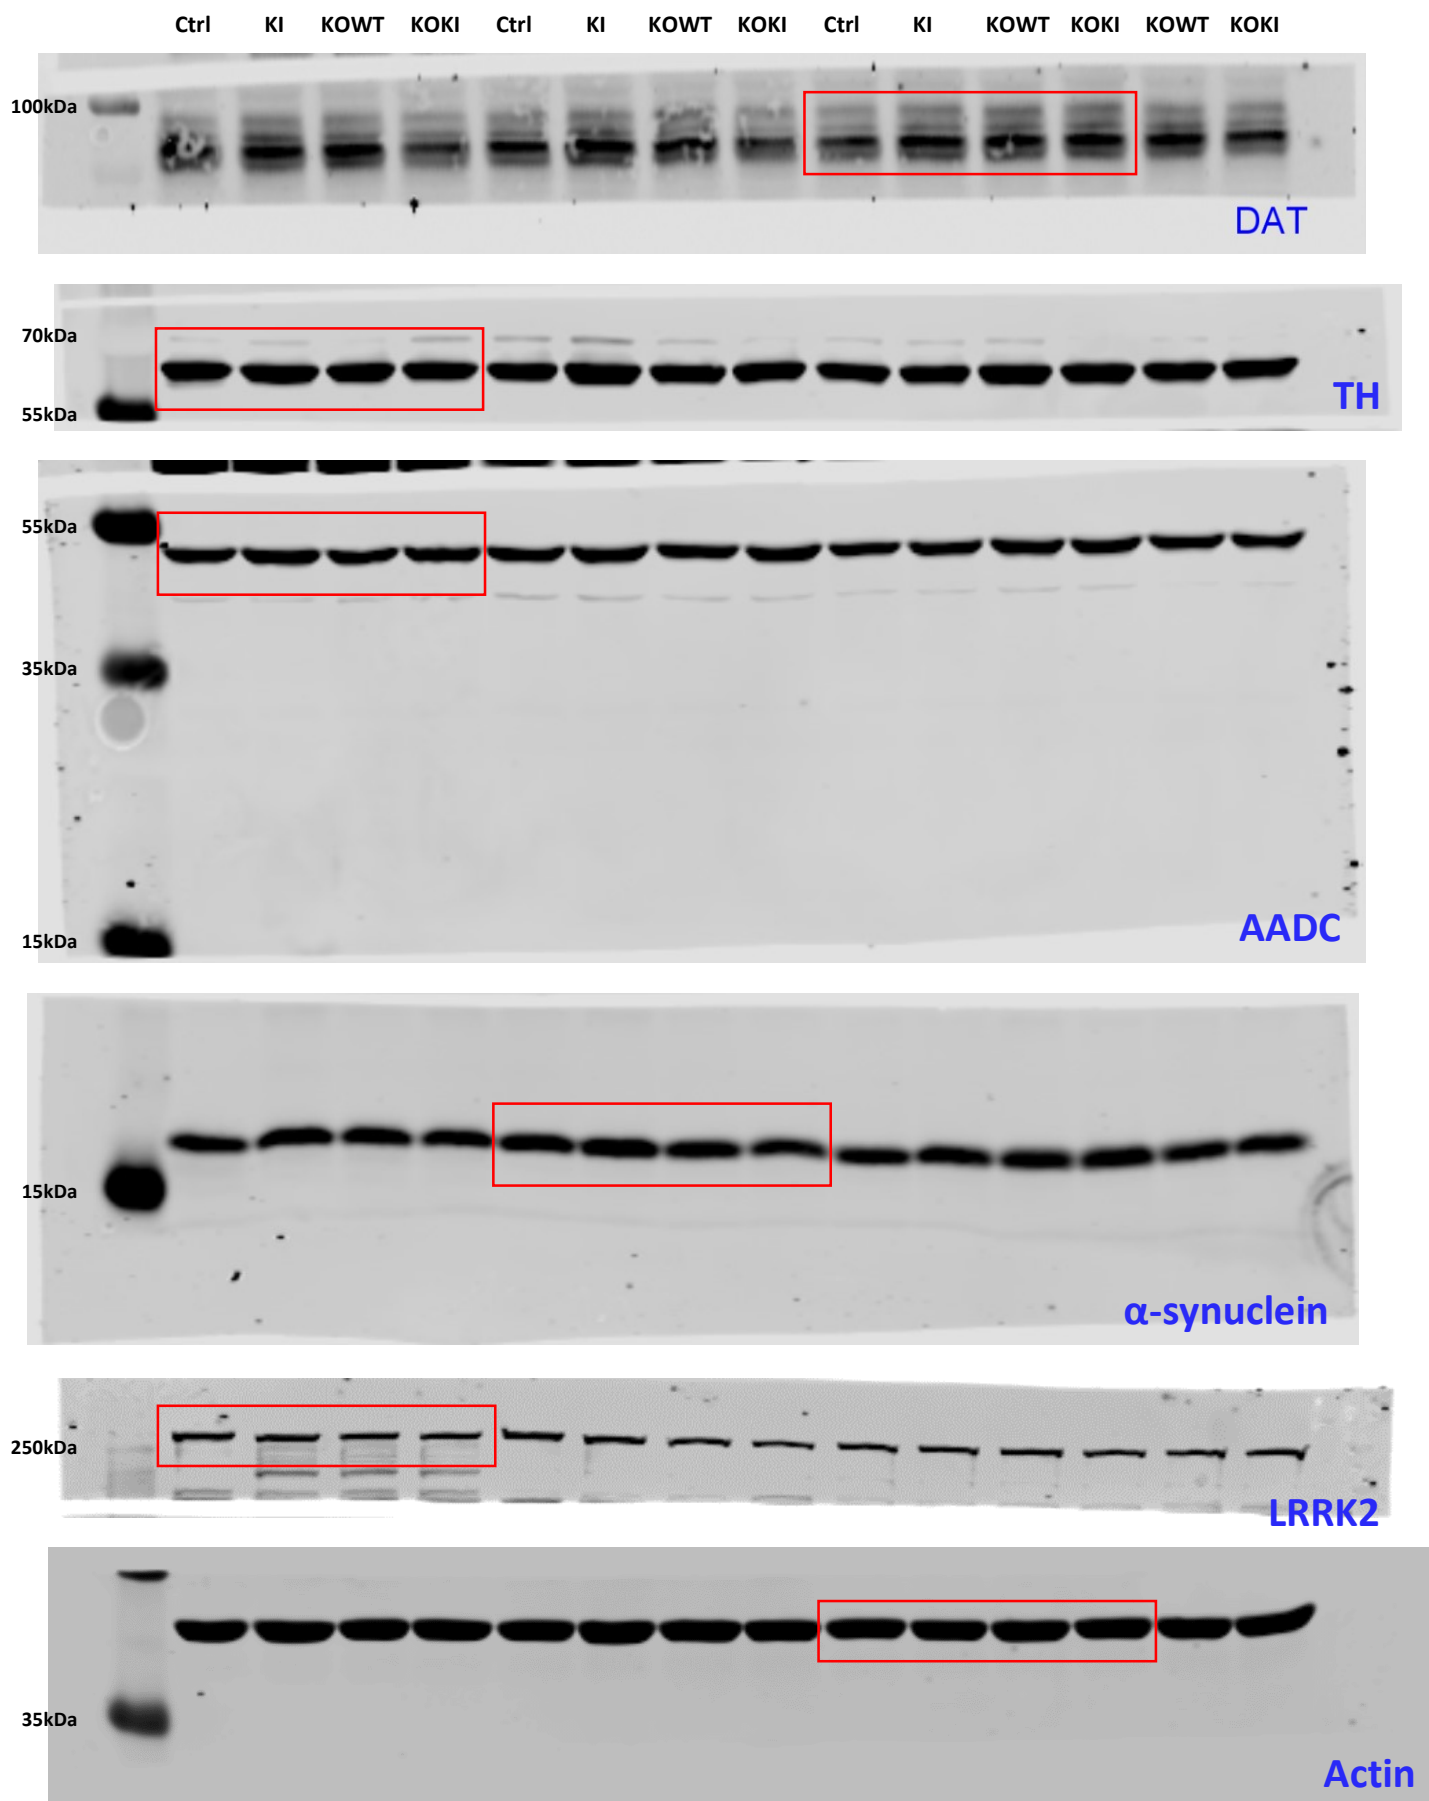 Ctrl KI KOWT KOKI Ctrl KI KOWT KOKI Ctrl KI KOWT KOKI KOWT KOKI
100kDa
DAT
70kDa
TH
55kDa
55kDa
35kDa
AADC
15kDa
15kDa
α-synuclein
250kDa
LRRK2
35kDa
Actin